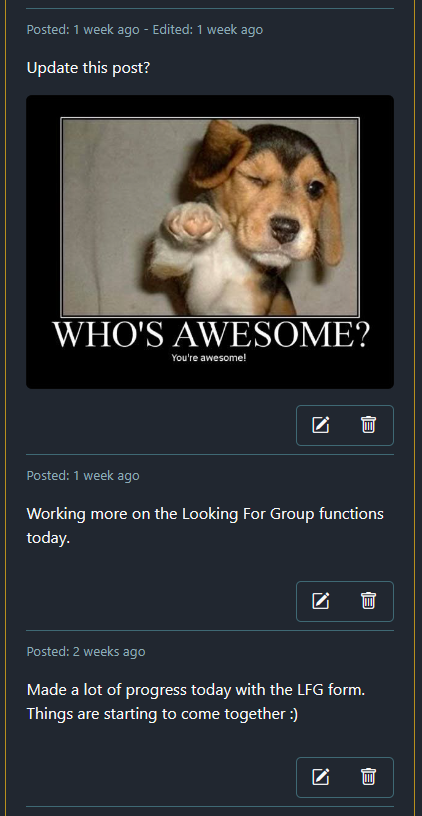 Posted: 1 week ago - Edited: 1 week ago
Update this post?
WHO'S AWESOME?
You're awesome!
Posted: 1 week ago
Working more on the Looking For Group functions
today.
Posted: 2 weeks ago
Made a lot of progress today with the LFG form.
Things are starting to come together :)